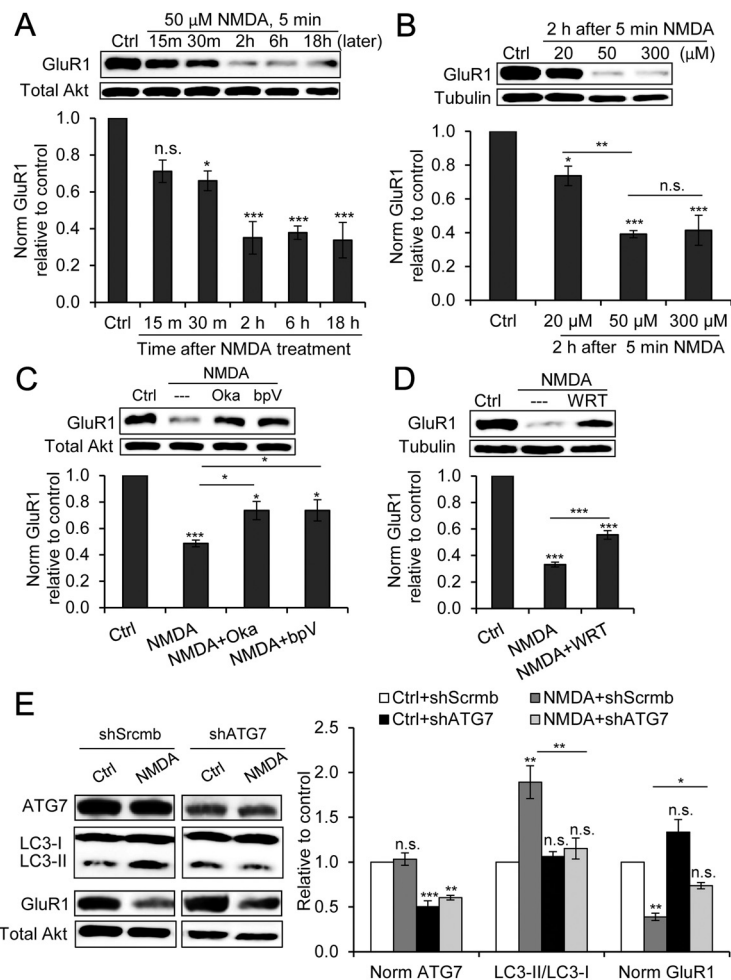 A
50 µM NMDA, 5 min
Ctrl 15m 30m 2h 6h 18h (later)
GluR1
Total Akt
Norm GluR1
relative to control
1.0
0.8
0.6
0.4
0.2
0.0
n.s.
*
***
***
***
Ctrl 15 m 30 m 2 h 6 h 18 h
Time after NMDA treatment
B
2 h after 5 min NMDA
Ctrl 20 50 300 (µM)
GluR1
Tubulin
Norm GluR1
relative to control
1.0
0.8
0.6
0.4
0.2
0.0
*
**
***
n.s.
***
Ctrl 20 µM 50 µM 300 µM
2 h after 5 min NMDA
C
NMDA
Ctrl --- Oka bpV
GluR1
Total Akt
Norm GluR1
relative to control
1.0
0.8
0.6
0.4
0.2
0.0
*
*
***
*
*
Ctrl
NMDA
NMDA+Oka
NMDA+bpV
D
NMDA
Ctrl --- WRT
GluR1
Tubulin
Norm GluR1
relative to control
1.0
0.8
0.6
0.4
0.2
0.0
***
***
***
Ctrl
NMDA
NMDA+WRT
E
shSrcmb shATG7
Ctrl NMDA Ctrl NMDA
ATG7
LC3-I
LC3-II
GluR1
Total Akt
Ctrl+shScrmb NMDA+shScrmb
Ctrl+shATG7 NMDA+shATG7
Relative to control
2.5
2.0
1.5
1.0
0.5
0.0
n.s.
***
**
**
**
n.s.
n.s.
*
**
n.s.
n.s.
Norm ATG7 LC3-II/LC3-I Norm GluR1